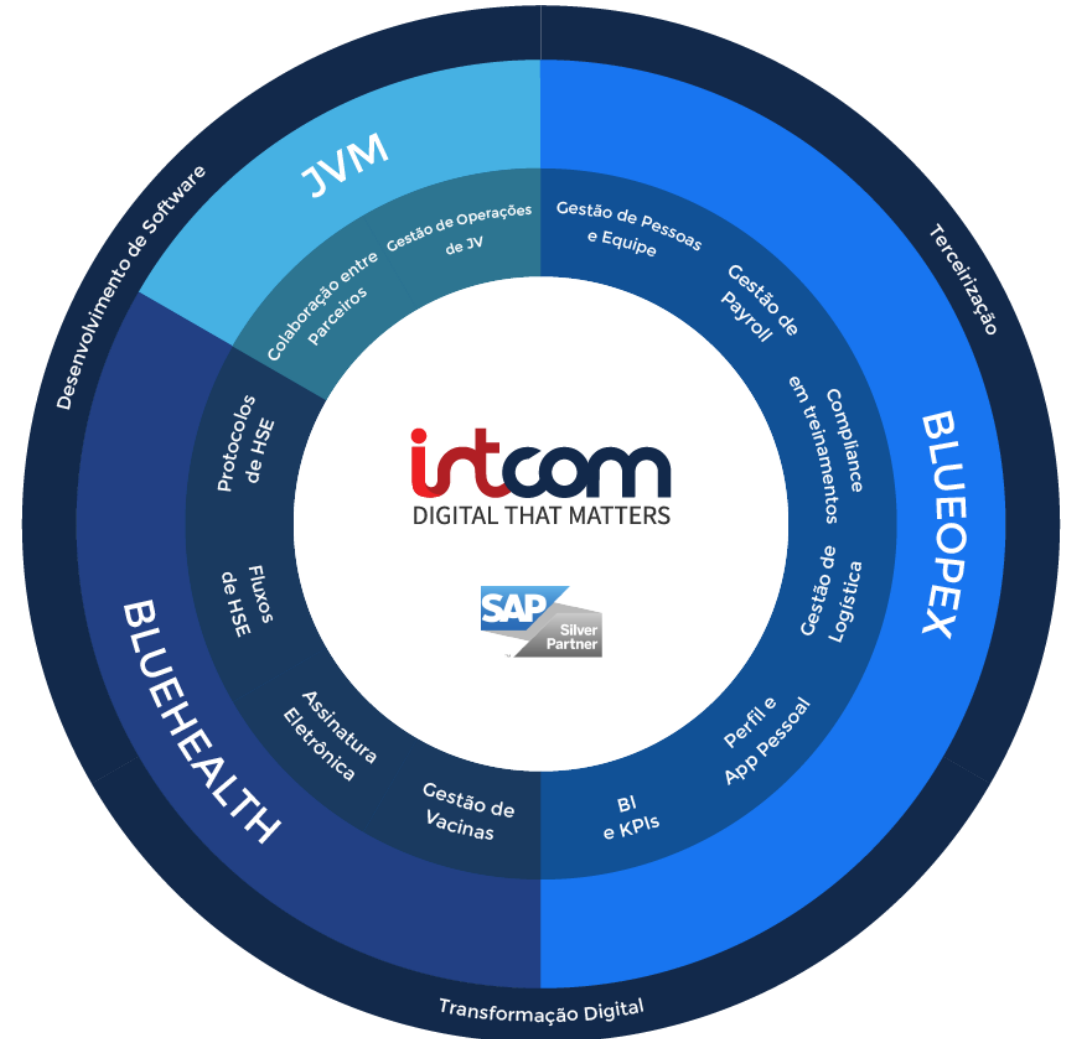 Desenvolvimento de Software
Terceirização
Transformação Digital
JVM
Colaboração entre
Parceiros
Gestão de Operações
de JV
BLUEOPEX
Gestão de Pessoas
e Equipe
Gestão de
Payroll
Compliance
em treinamentos
Gestão de
Logística
Perfil e
App Pessoal
BI
e KPIs
BLUEHEALTH
Protocolos
de HSE
Fluxos
de HSE
Assinatura
Eletrônica
Gestão de
Vacinas
intcom
DIGITAL THAT MATTERS
SAP
Silver
Partner